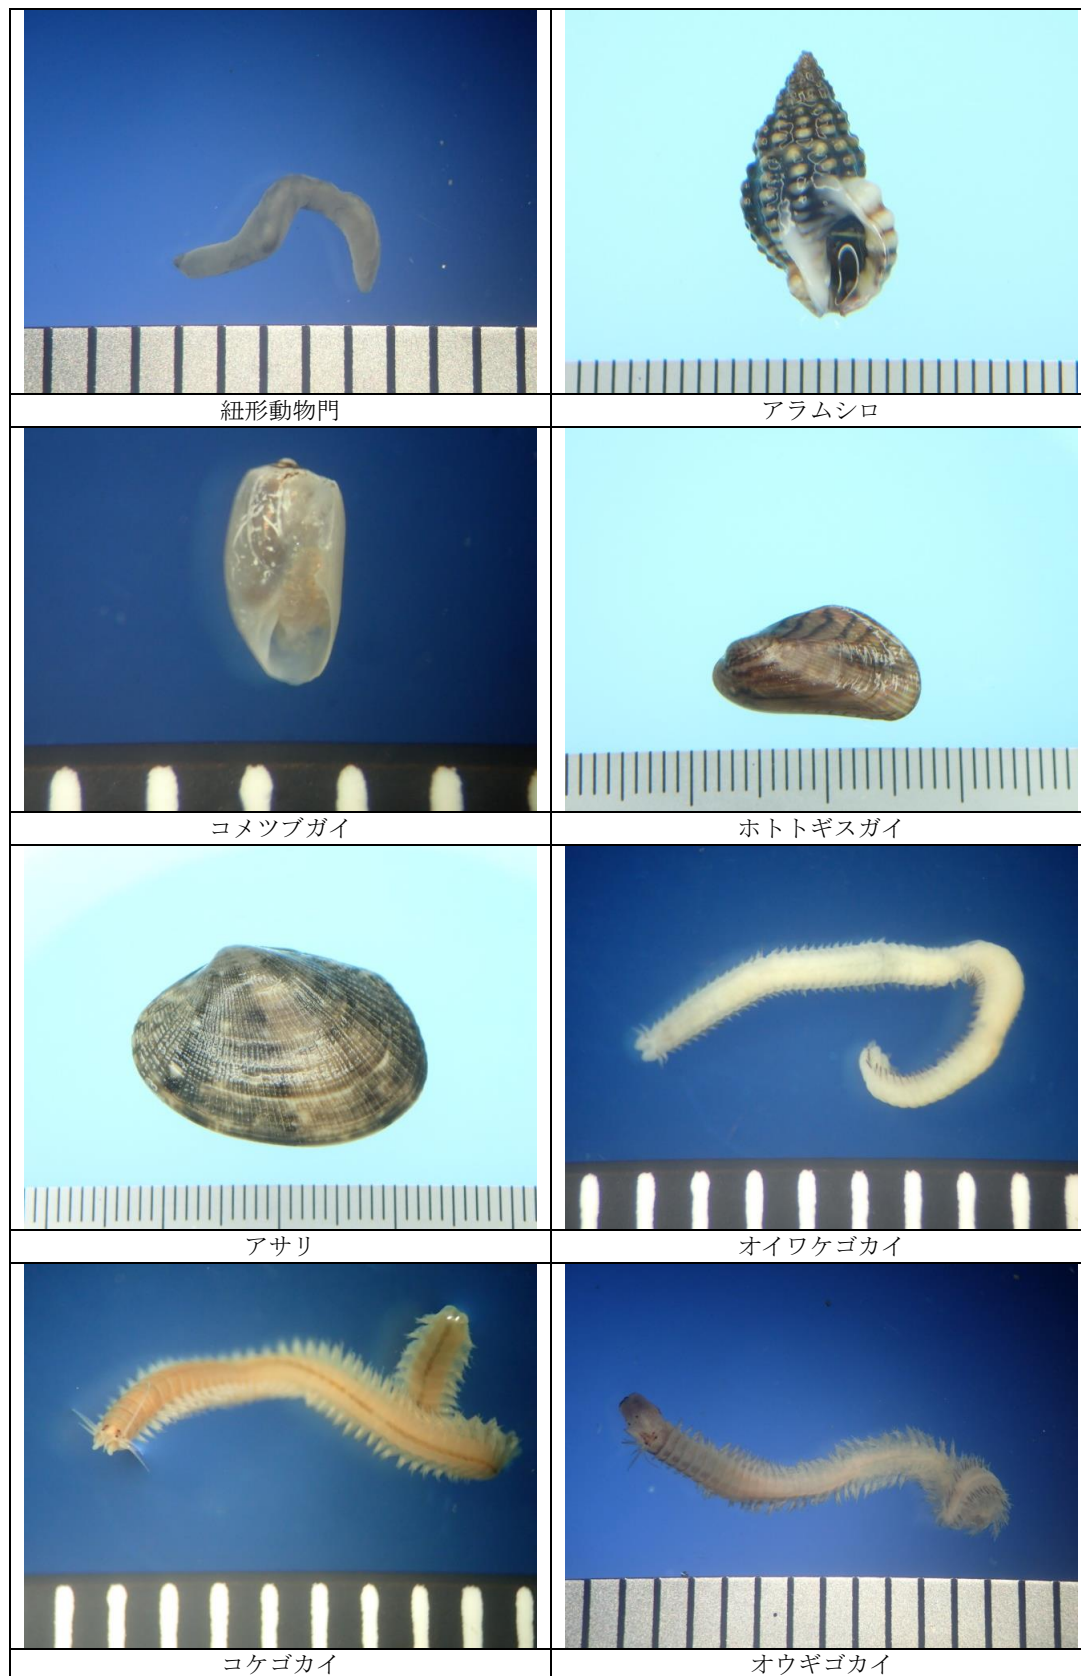 紐形動物門
アラムシロ
コメツブガイ
ホトトギスガイ
アサリ
オイワケゴカイ
コケゴカイ
オウギゴカイ